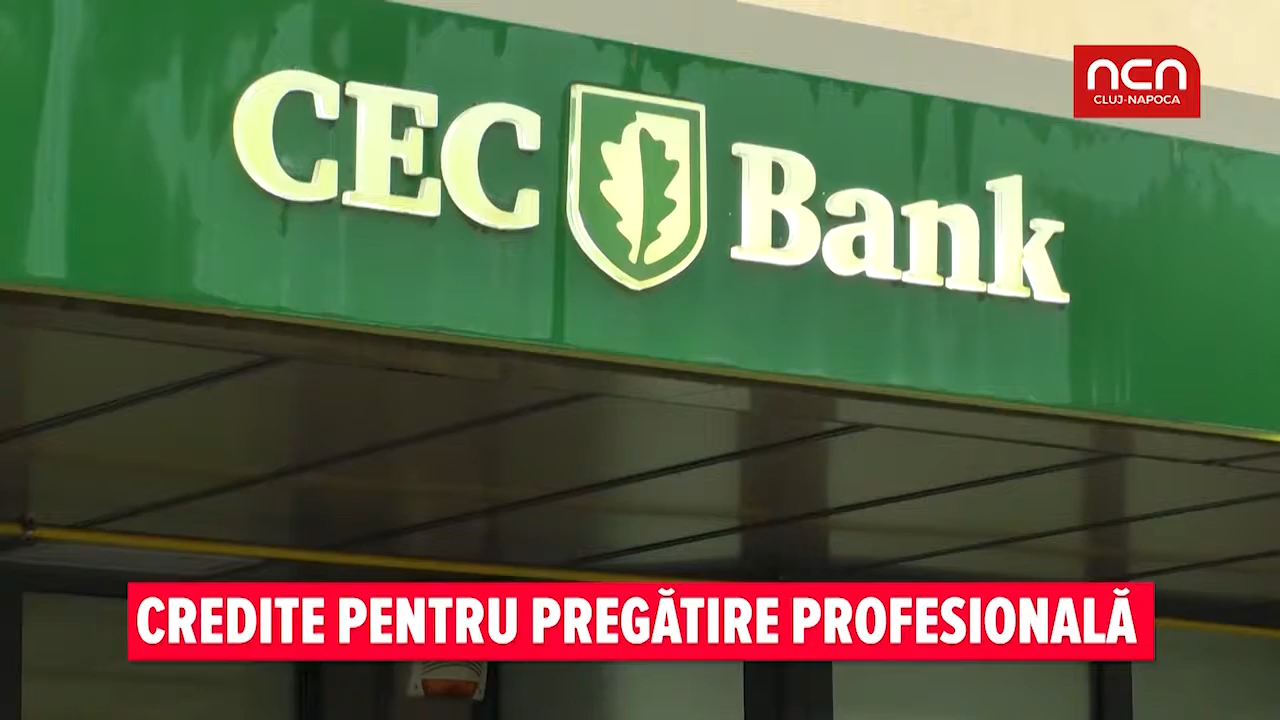 ncn
CLUJ-NAPOCA
CEC Bank
CREDITE PENTRU PREGĂTIRE PROFESIONALĂ